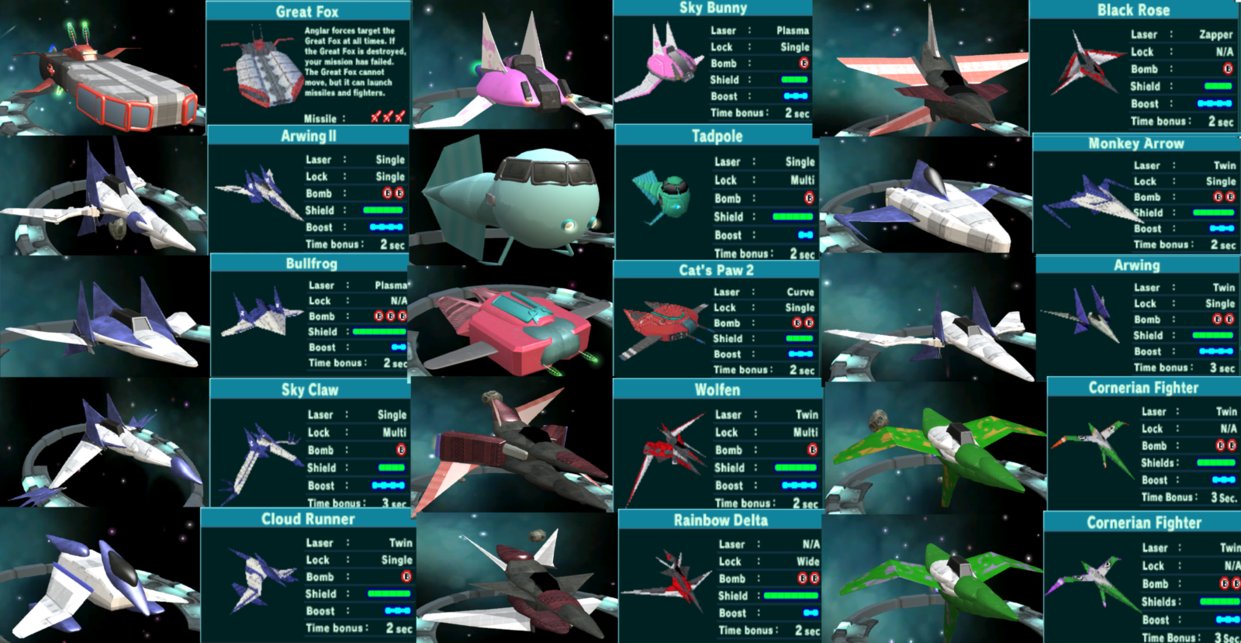 Great Fox
Anglar forces target the
Great Fox at all times. If
the Great Fox is destroyed,
your mission has failed.
The Great Fox cannot
move, but it can launch
missiles and fighters.
Missile :
Sky Bunny
Laser : Plasma
Lock : Single
Bomb : E
Shield :
Boost :
Time bonus : 2 sec
Black Rose
Laser : Zapper
Lock : N/A
Bomb : E
Shield :
Boost :
Time bonus : 2 sec
Arwing II
Laser : Single
Lock : Single
Bomb : E E
Shield :
Boost :
Time bonus : 2 sec
Tadpole
Laser : Single
Lock : Multi
Bomb : E
Shield :
Boost :
Time bonus : 2 sec
Monkey Arrow
Laser : Twin
Lock : Single
Bomb : E E
Shield :
Boost :
Time bonus : 2 sec
Bullfrog
Laser : Plasma
Lock : N/A
Bomb : E E E
Shield :
Boost :
Time bonus : 2 sec
Cat's Paw 2
Laser : Curve
Lock : Single
Bomb : E E
Shield :
Boost :
Time bonus : 2 sec
Arwing
Laser : Twin
Lock : Single
Bomb : E E
Shield :
Boost :
Time bonus : 3 sec
Sky Claw
Laser : Single
Lock : Multi
Bomb : E
Shield :
Boost :
Time bonus : 3 sec
Wolfen
Laser : Twin
Lock : Multi
Bomb : E
Shield :
Boost :
Time bonus : 2 sec
Cornerian Fighter
Laser : Twin
Lock : N/A
Bomb : E E
Shields :
Boost :
Time Bonus : 3 Sec.
Cloud Runner
Laser : Twin
Lock : Single
Bomb : E
Shield :
Boost :
Time bonus : 2 sec
Rainbow Delta
Laser : N/A
Lock : Wide
Bomb : E E
Shield :
Boost :
Time bonus : 2 sec
Cornerian Fighter
Laser : Twin
Lock : N/A
Bomb : E E
Shields :
Boost :
Time Bonus : 3 Sec